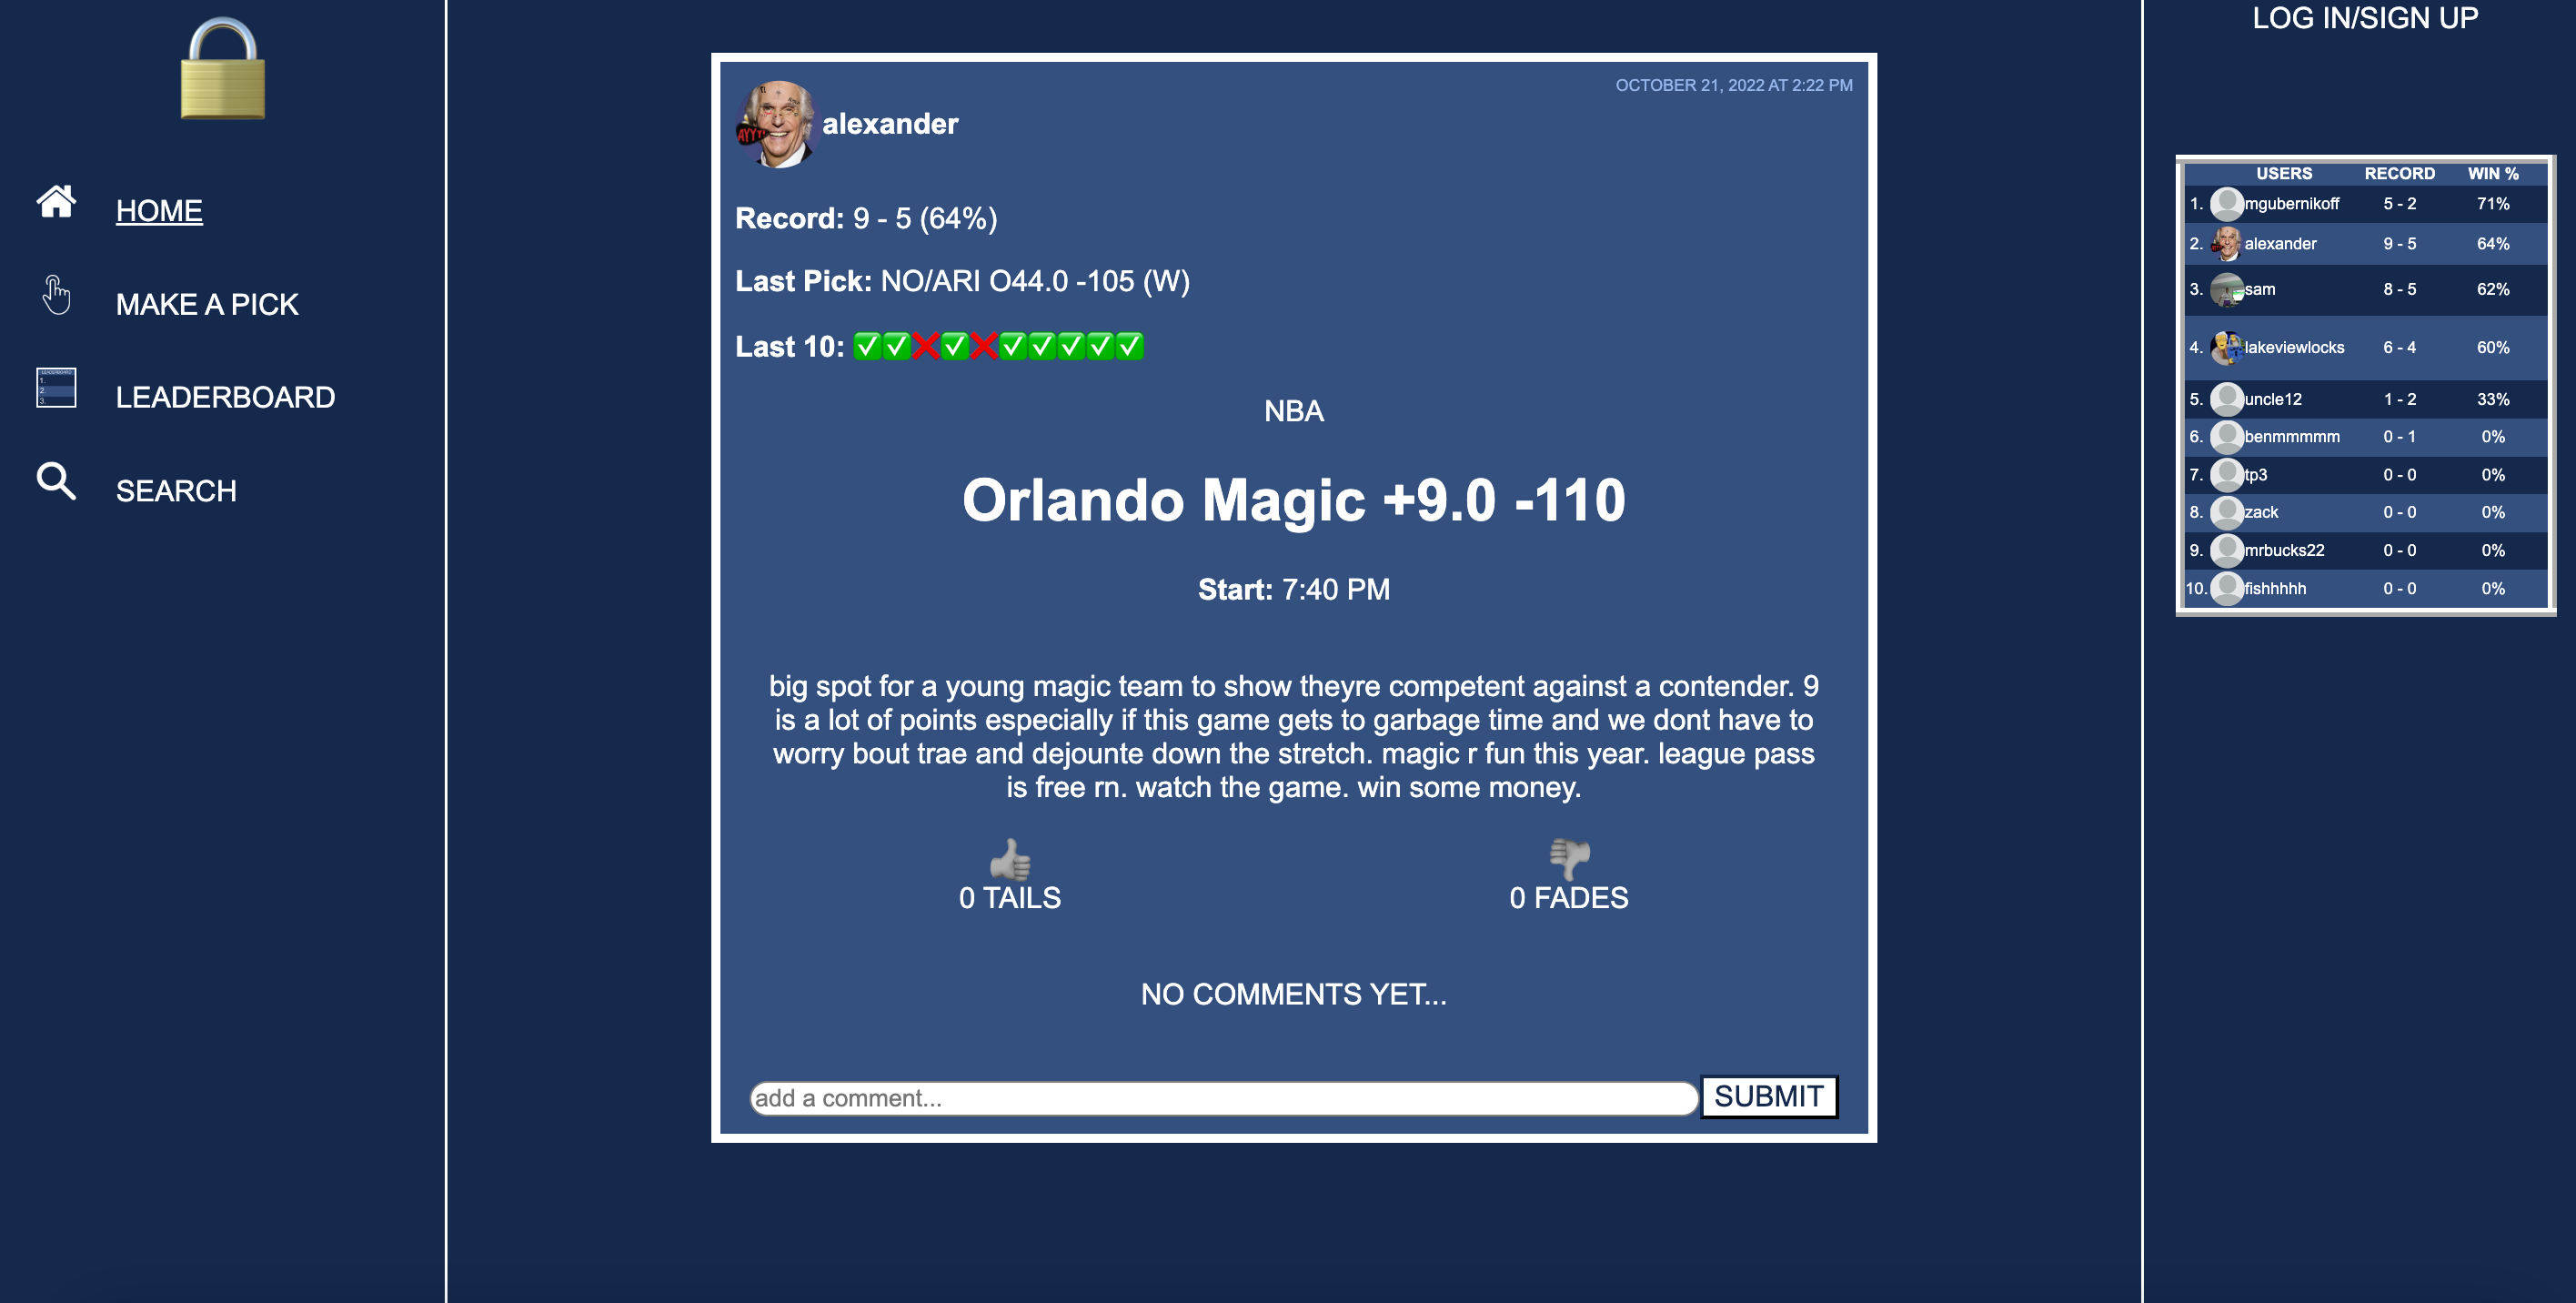 HOME
MAKE A PICK
LEADERBOARD
SEARCH
OCTOBER 21, 2022 AT 2:22 PM
alexander
Record: 9 - 5 (64%)
Last Pick: NO/ARI O44.0 -105 (W)
Last 10: ✅✅❌✅❌✅✅✅✅✅
NBA
Orlando Magic +9.0 -110
Start: 7:40 PM
big spot for a young magic team to show theyre competent against a contender. 9
is a lot of points especially if this game gets to garbage time and we dont have to
worry bout trae and dejounte down the stretch. magic r fun this year. league pass
is free rn. watch the game. win some money.
0 TAILS 0 FADES
NO COMMENTS YET...
add a comment... SUBMIT
LOG IN/SIGN UP
USERS RECORD WIN %
1. mgubernikoff 5 - 2 71%
2. alexander 9 - 5 64%
3. sam 8 - 5 62%
4. lakeviewlocks 6 - 4 60%
5. uncle12 1 - 2 33%
6. benmmmmm 0 - 1 0%
7. tp3 0 - 0 0%
8. zack 0 - 0 0%
9. mrbucks22 0 - 0 0%
10. fishhhhh 0 - 0 0%